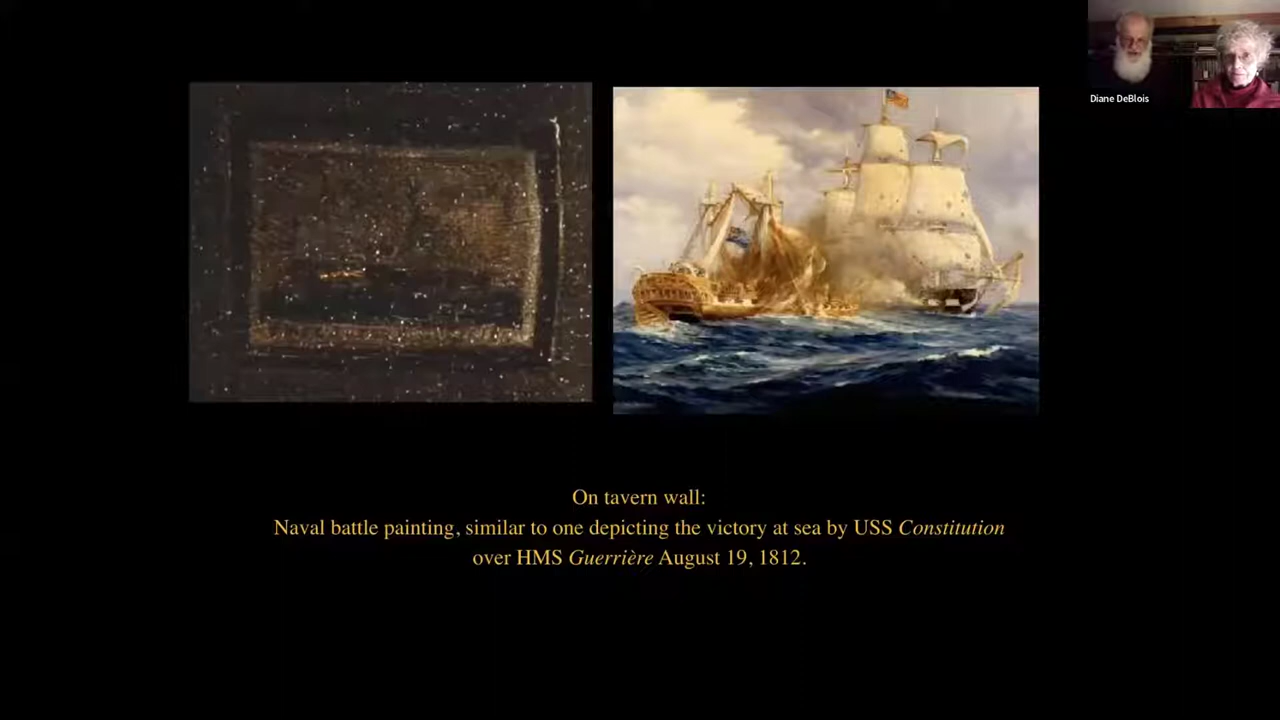 Diane DeBlois
On tavern wall:
Naval battle painting, similar to one depicting the victory at sea by USS Constitution
over HMS Guerrière August 19, 1812.